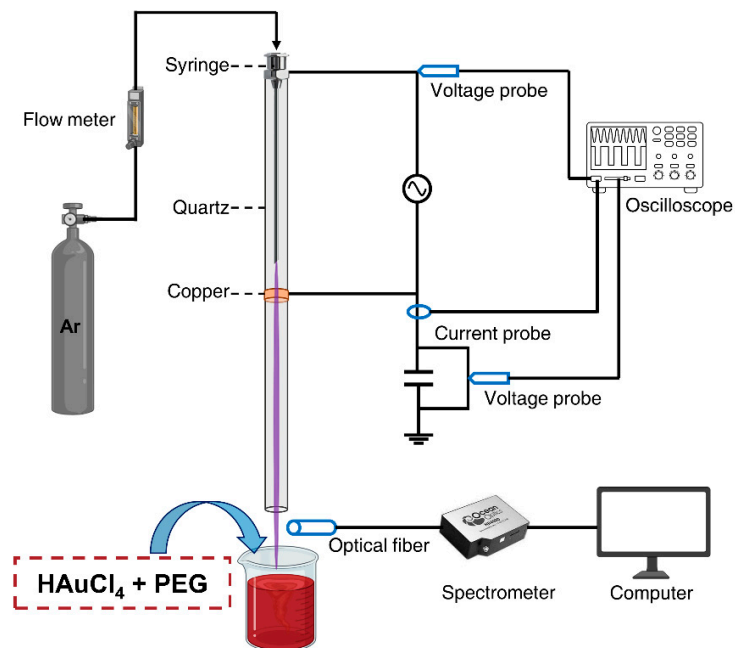 Syringe
Voltage probe
Flow meter
Quartz
Oscilloscope
Copper
Ar
Current probe
Voltage probe
Ocean
Optical fiber
HAuCl₄ + PEG
Spectrometer
Computer